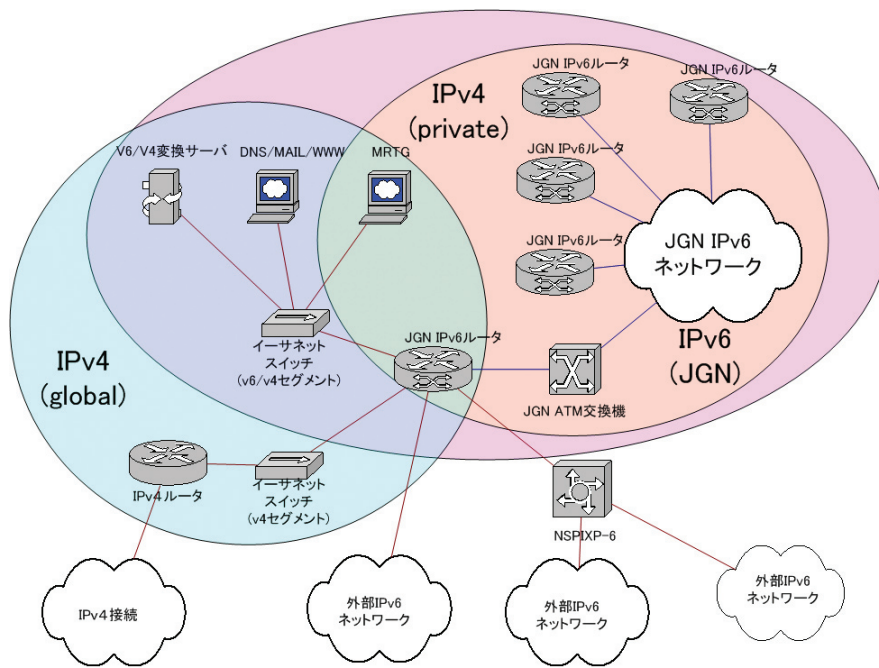 JGN IPv6ルータ
JGN IPv6ルータ
IPv4
(private)
V6/V4変換サーバ
DNS/MAIL/WWW
MRTG
JGN IPv6ルータ
JGN IPv6ルータ
JGN IPv6
ネットワーク
IPv6
(JGN)
IPv4
(global)
イーサネット
スイッチ
(v6/v4セグメント)
JGN IPv6ルータ
JGN ATM交換機
IPv4ルータ
イーサネット
スイッチ
(v4セグメント)
NSPIXP-6
IPv4接続
外部IPv6
ネットワーク
外部IPv6
ネットワーク
外部IPv6
ネットワーク